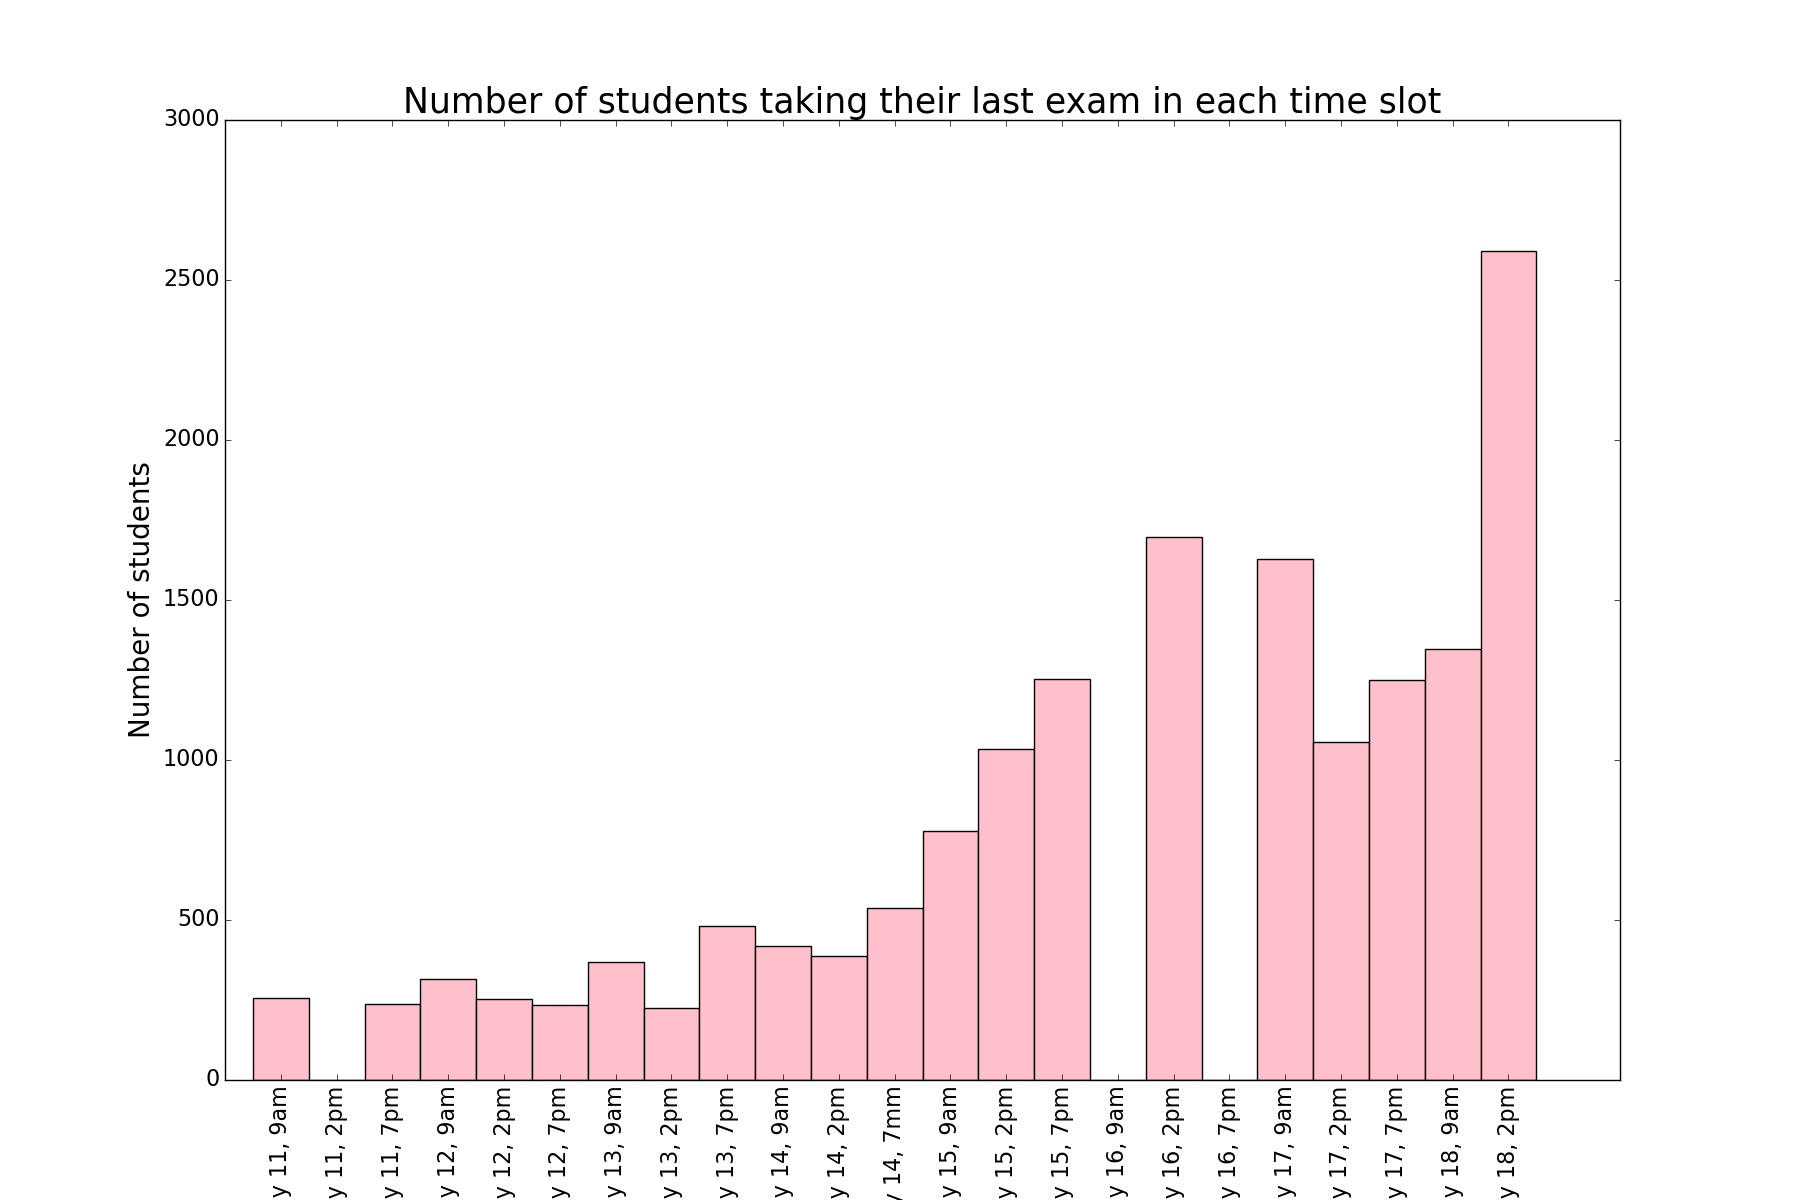 Number of students taking their last exam in each time slot
3000
2500
2000
1500
1000
500
0
Number of students
y 11, 9am
y 11, 2pm
y 11, 7pm
y 12, 9am
y 12, 2pm
y 12, 7pm
y 13, 9am
y 13, 2pm
y 13, 7pm
y 14, 9am
y 14, 2pm
y 14, 7mm
y 15, 9am
y 15, 2pm
y 15, 7pm
y 16, 9am
y 16, 2pm
y 16, 7pm
y 17, 9am
y 17, 2pm
y 17, 7pm
y 18, 9am
y 18, 2pm